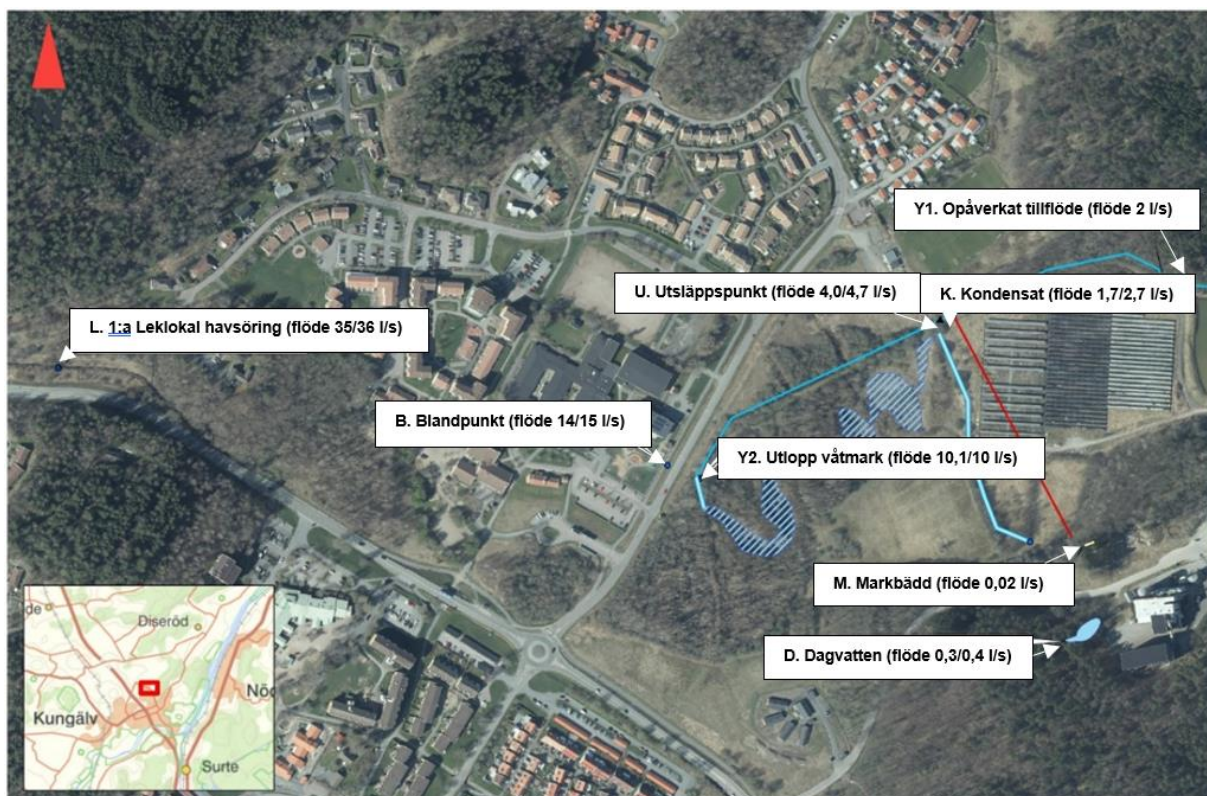 Y1. Opåverkat tillflöde (flöde 2 l/s)
U. Utsläppspunkt (flöde 4,0/4,7 l/s)
K. Kondensat (flöde 1,7/2,7 l/s)
L. 1:a Leklokal havsöring (flöde 35/36 l/s)
B. Blandpunkt (flöde 14/15 l/s)
Y2. Utlopp våtmark (flöde 10,1/10 l/s)
M. Markbädd (flöde 0,02 l/s)
D. Dagvatten (flöde 0,3/0,4 l/s)
de
Diseröd
Nöd
Kungälv
Surte